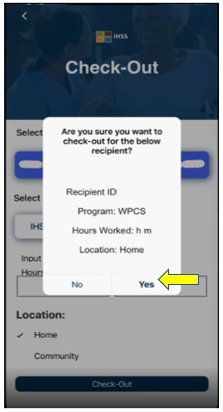 IHSS
Check-Out
Select
Are you sure you want to
check-out for the below
recipient?
Recipient ID
Program: WPCS
Hours Worked: h m
Location: Home
No
Yes
Select
IHS
Input
Hours
Location:
✓ Home
Community
Check-Out